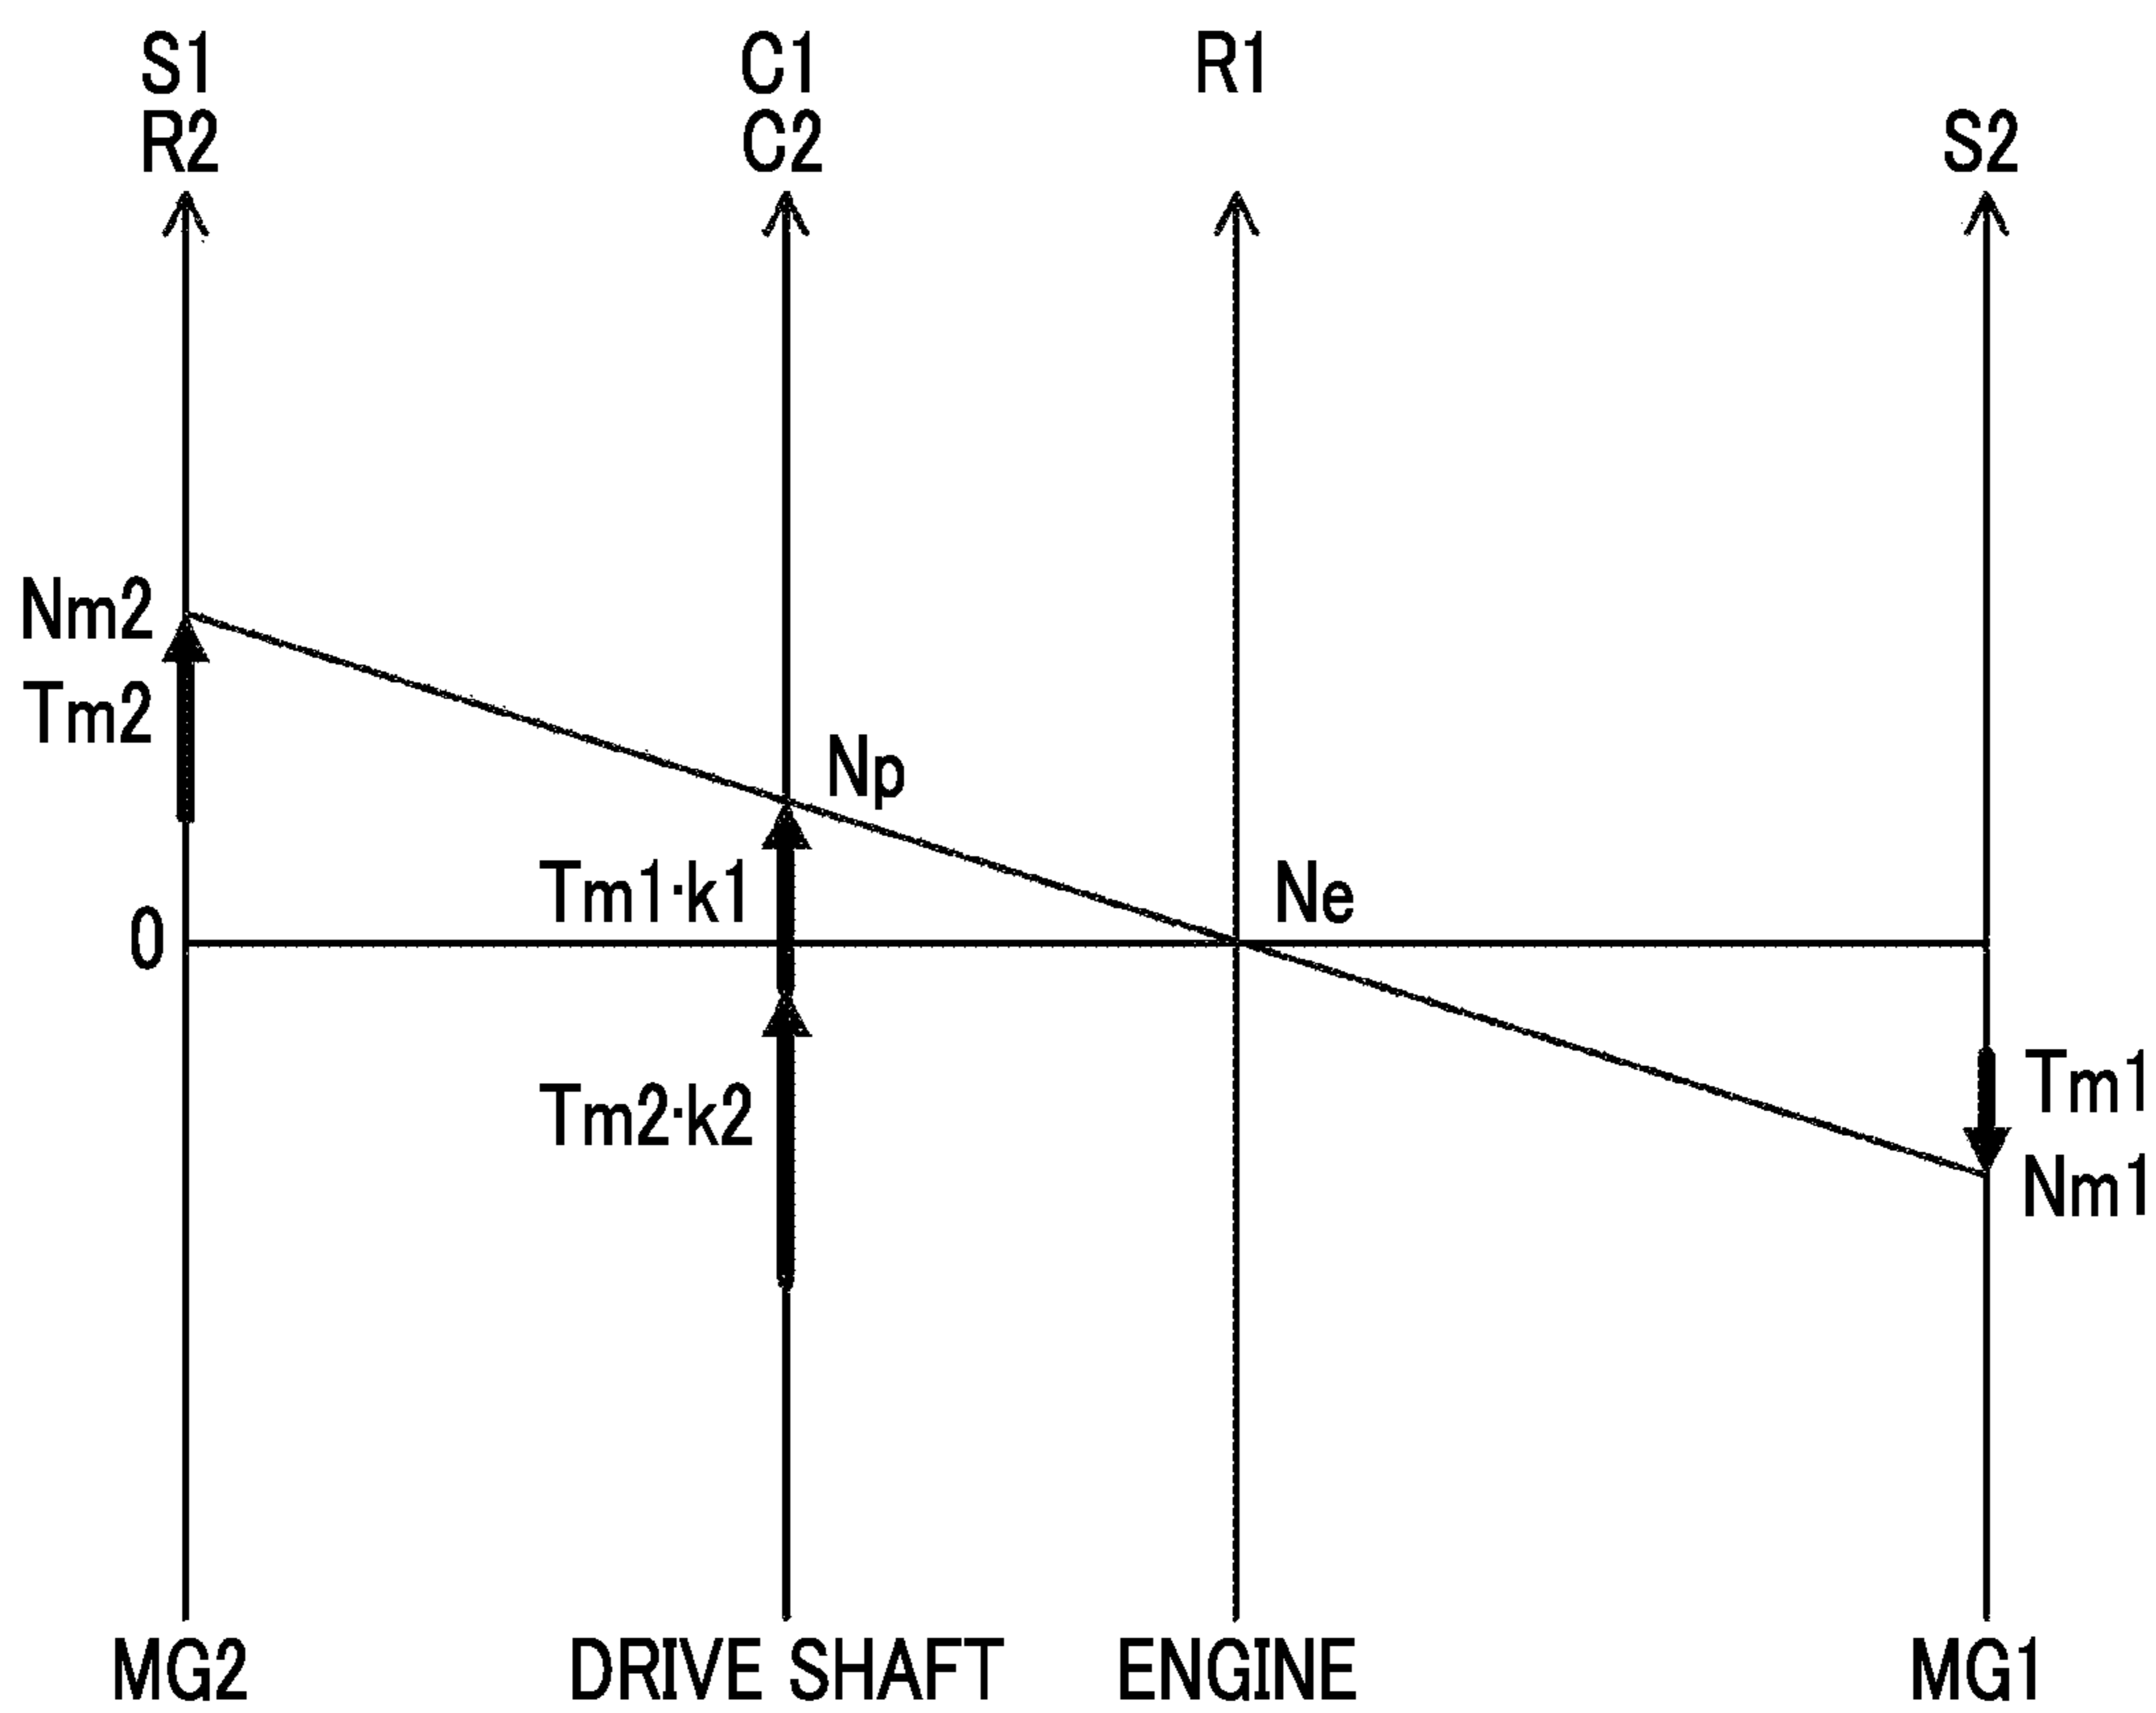 S1 C1 R1
R2 C2 S2
Nm2
Tm2
Np
Tm1·k1
Ne
0
Tm2·k2
Tm1
Nm1
MG2 DRIVE SHAFT ENGINE MG1